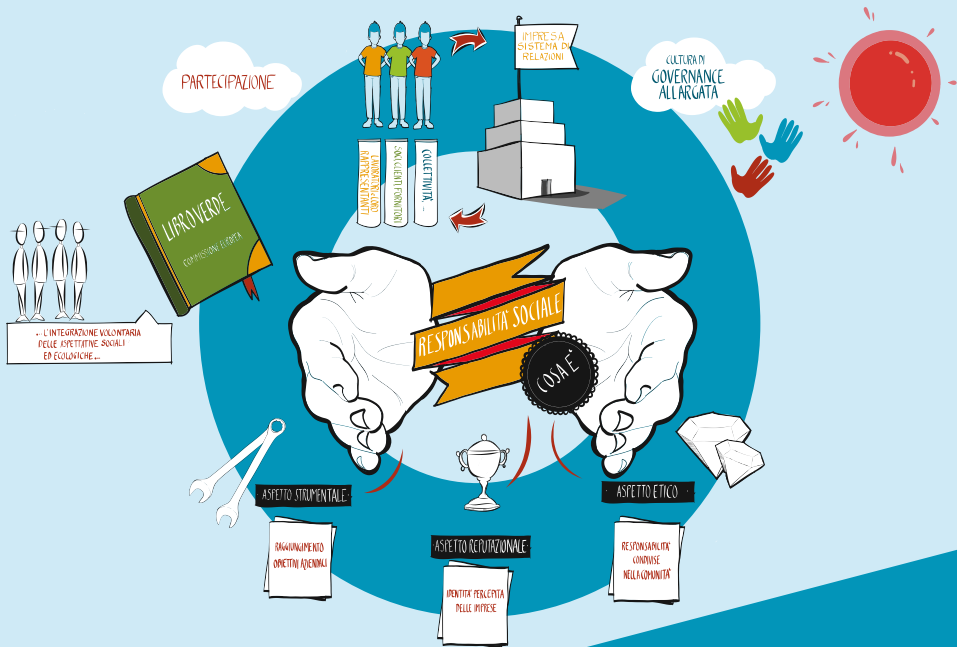 PARTECIPAZIONE
IMPRESA
SISTEMA DI
RELAZIONI
CULTURA DI
GOVERNANCE
ALLARGATA
LAVORATORI e LORO
RAPPRESENTANTI
SOCI CLIENTI FORNITORI
COLLETTIVITÀ ...
LIBRO VERDE
COMMISSIONE EUROPEA
... L'INTEGRAZIONE VOLONTARIA
DELLE ASPETTATIVE SOCIALI
ED ECOLOGICHE ...
RESPONSABILITA' SOCIALE
COSA E'
ASPETTO STRUMENTALE
RAGGIUNGIMENTO
OBIETTIVI AZIENDALI
ASPETTO REPUTAZIONALE
IDENTITA' PERCEPITA
DELLE IMPRESE
ASPETTO ETICO
RESPONSABILITA'
CONDIVISE
NELLA COMUNITA'